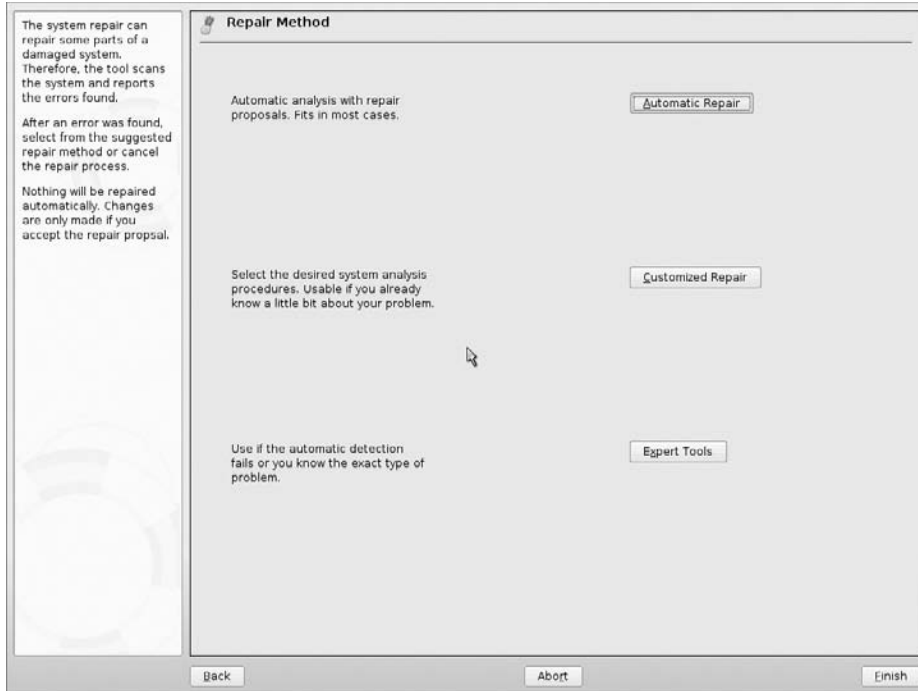 The system repair can
repair some parts of a
damaged system.
Therefore, the tool scans
the system and reports
the errors found.
After an error was found,
select from the suggested
repair method or cancel
the repair process.
Nothing will be repaired
automatically. Changes
are only made if you
accept the repair propsal.
Repair Method
Automatic analysis with repair
proposals. Fits in most cases.
Automatic Repair
Select the desired system analysis
procedures. Usable if you already
know a little bit about your problem.
Customized Repair
Use if the automatic detection
fails or you know the exact type of
problem.
Expert Tools
Back
Abort
Finish